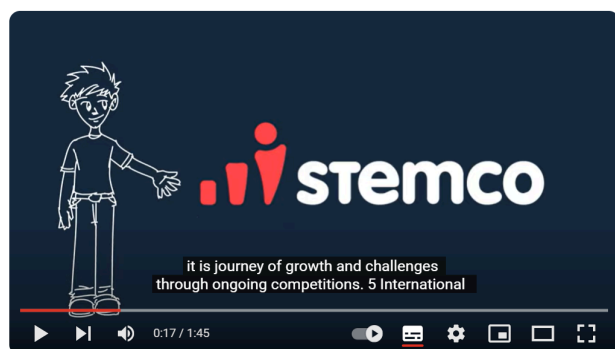 stemco
it is journey of growth and challenges
through ongoing competitions. 5 International
0:17 / 1:45